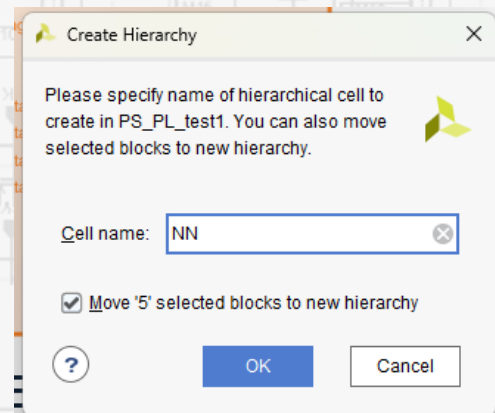 Create Hierarchy
Please specify name of hierarchical cell to
create in PS_PL_test1. You can also move
selected blocks to new hierarchy.
Cell name: NN
Move '5' selected blocks to new hierarchy
?
OK
Cancel